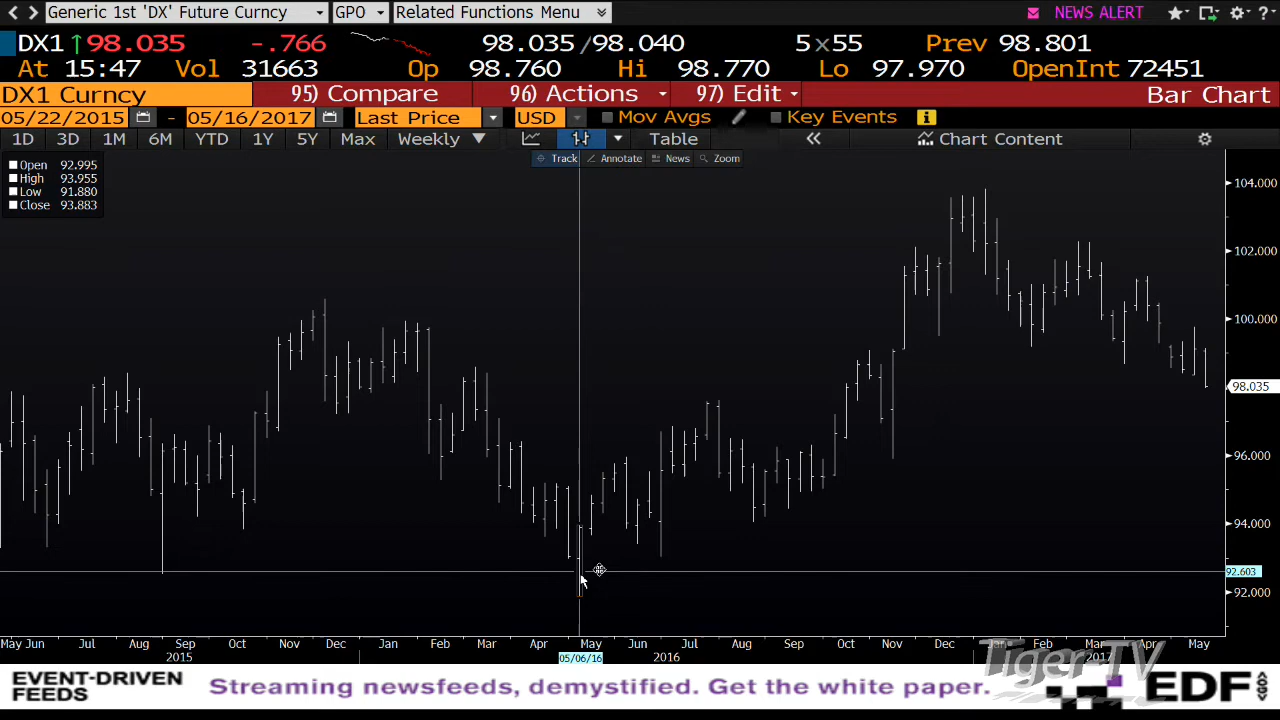 Generic 1st 'DX' Future Curncy GPO Related Functions Menu NEWS ALERT ?
DX1 ↑98.035 -.766 98.035/98.040 5x55 Prev 98.801
At 15:47 Vol 31663 Op 98.760 Hi 98.770 Lo 97.970 OpenInt 72451
DX1 Curncy 95) Compare 96) Actions 97) Edit Bar Chart
05/22/2015 - 05/16/2017 Last Price USD Mov Avgs Key Events i
1D 3D 1M 6M YTD 1Y 5Y Max Weekly Table « Chart Content
Track Annotate News Zoom
Open 92.995
High 93.955
Low 91.880
Close 93.883
104.000
102.000
100.000
98.035
96.000
94.000
92.603
92.000
May Jun Jul Aug Sep Oct Nov Dec Jan Feb Mar Apr May Jun Jul Aug Sep Oct Nov Dec Jan Feb Mar Apr May
2015 05/06/16 2016 2017
Tiger TV
EVENT-DRIVEN
FEEDS
Streaming newsfeeds, demystified. Get the white paper.
EDF